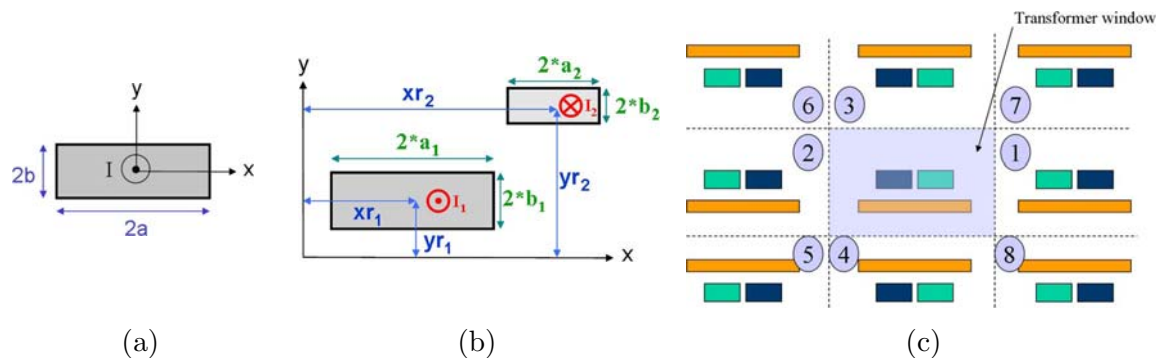 y
I
x
2b
2a
(a)
y
2*a₂
xr₂
I₂
2*b₂
2*a₁
yr₂
I₁
2*b₁
xr₁
yr₁
x
(b)
Transformer window
6 3 7
2 1
5 4 8
(c)